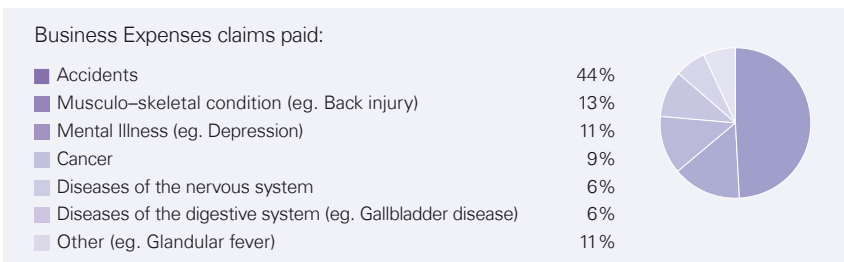 Business Expenses claims paid:
Accidents 44%
Musculo–skeletal condition (eg. Back injury) 13%
Mental Illness (eg. Depression) 11%
Cancer 9%
Diseases of the nervous system 6%
Diseases of the digestive system (eg. Gallbladder disease) 6%
Other (eg. Glandular fever) 11%